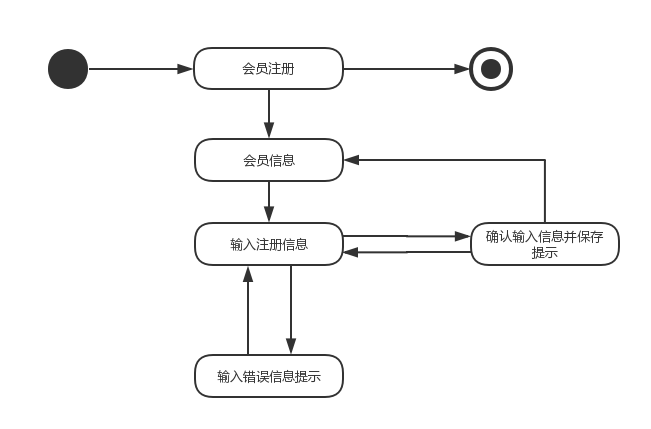 会员注册
会员信息
输入注册信息
确认输入信息并保存
提示
输入错误信息提示